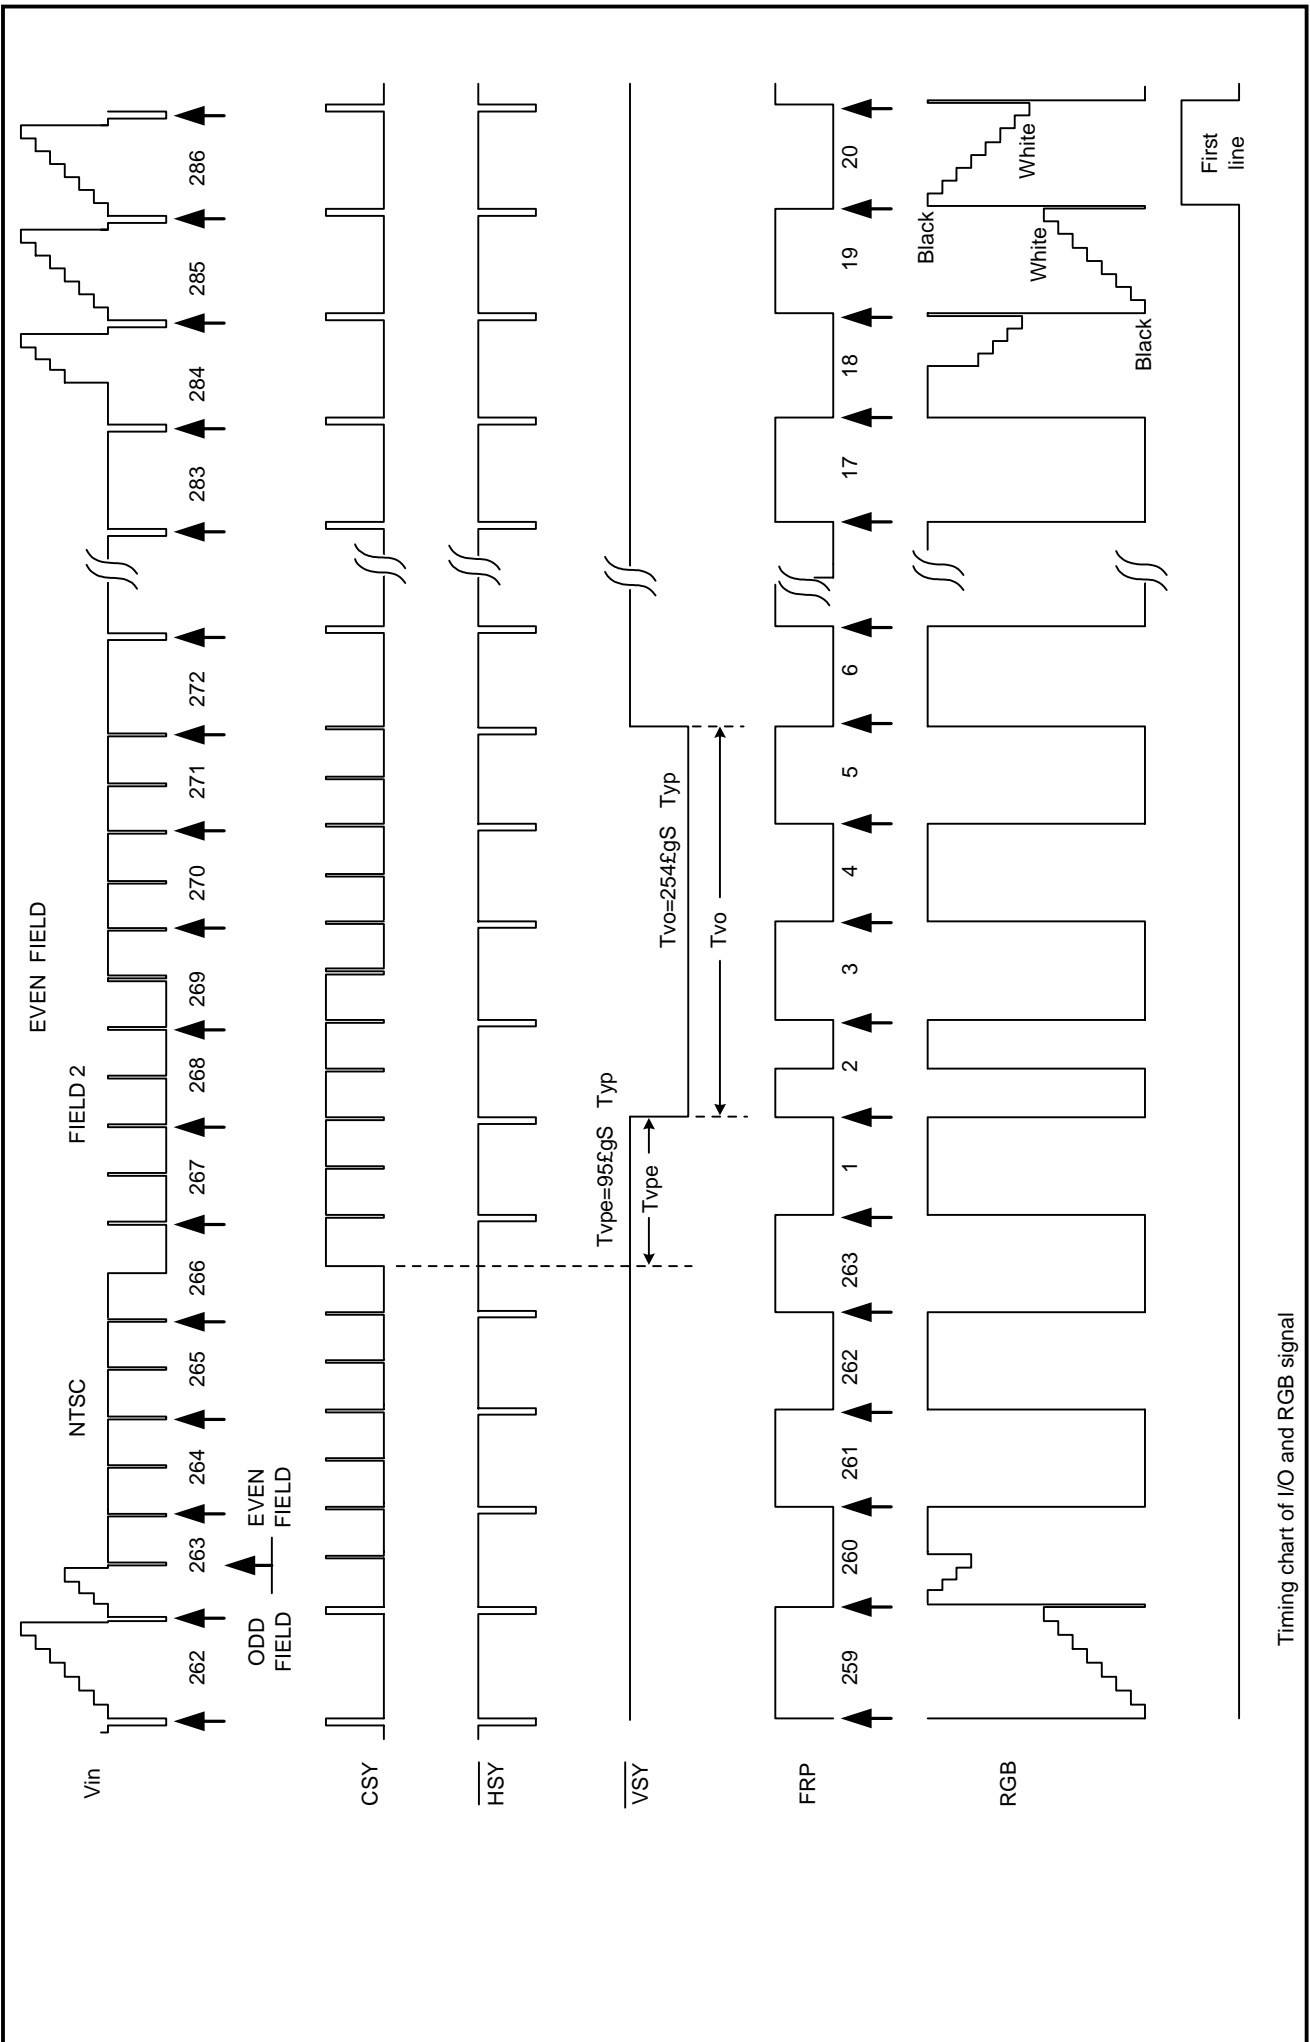 EVEN FIELD
NTSC FIELD 2
Vin
262 263 264 265 266 267 268 269 270 271 272 283 284 285 286
ODD FIELD
EVEN FIELD
CSY
HSY
Tvpe=95£gS Typ
VSY
Tvpe
Tvo=254£gS Typ
Tvo
FRP
259 260 261 262 263 1 2 3 4 5 6 17 18 19 20
Black
RGB
White White
Black
First line
Timing chart of I/O and RGB signal